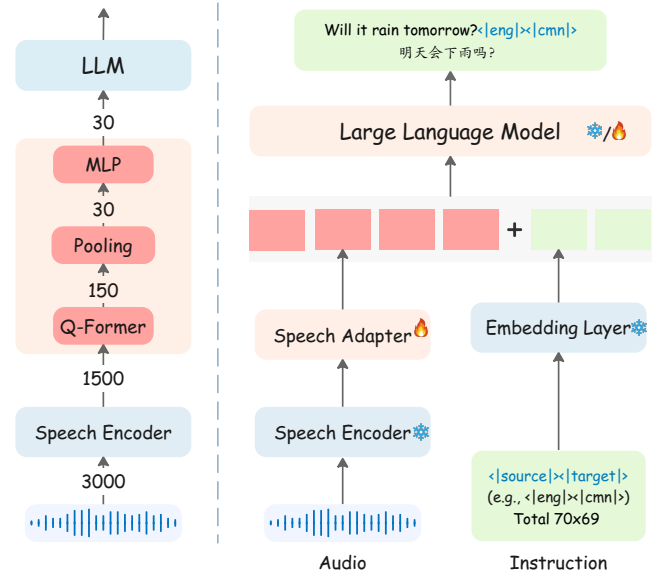 LLM
30
MLP
30
Pooling
150
Q-Former
1500
Speech Encoder
3000
Will it rain tomorrow?<|eng|><|cmn|>
明天会下雨吗?
Large Language Model
/
+
Speech Adapter
Embedding Layer
Speech Encoder
<|source|><|target|>
(e.g., <|eng|><|cmn|>)
Total 70x69
Audio
Instruction